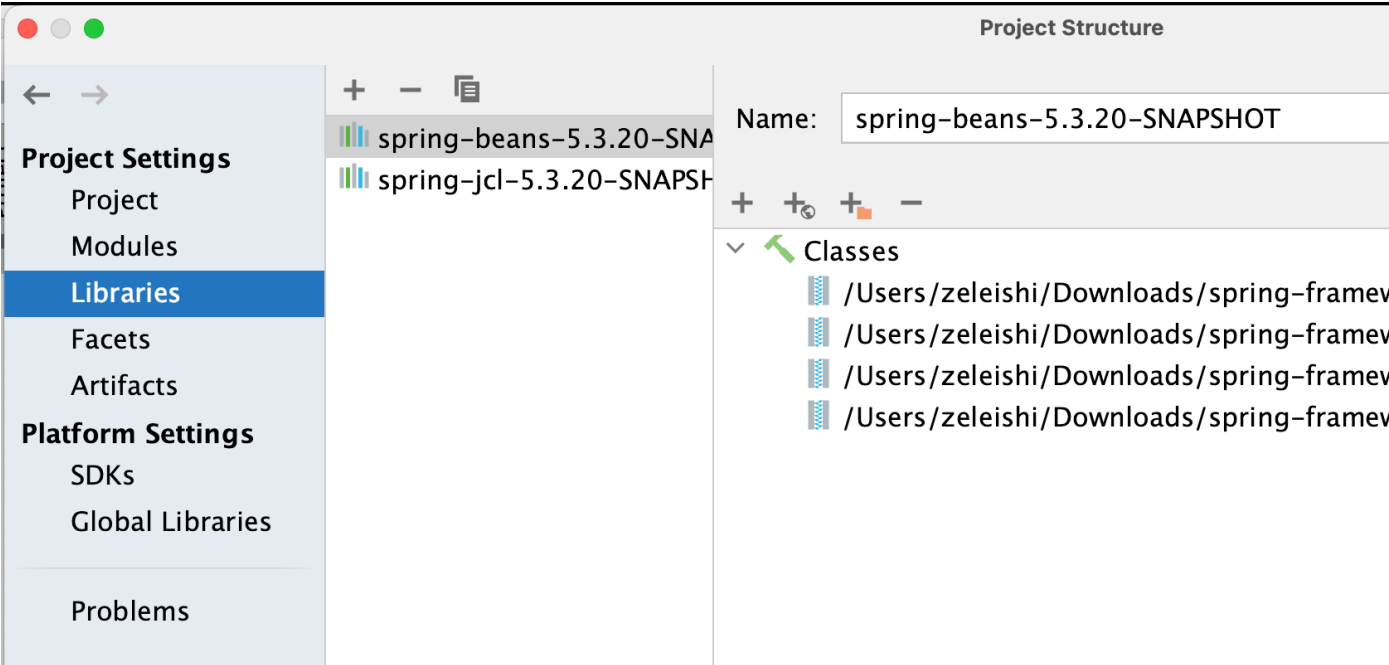 Project Structure
Project Settings
Project
Modules
Libraries
Facets
Artifacts
Platform Settings
SDKs
Global Libraries
Problems
spring-beans-5.3.20-SNA
spring-jcl-5.3.20-SNAPSH
Name: spring-beans-5.3.20-SNAPSHOT
Classes
/Users/zeleishi/Downloads/spring-framew
/Users/zeleishi/Downloads/spring-framew
/Users/zeleishi/Downloads/spring-framew
/Users/zeleishi/Downloads/spring-framew